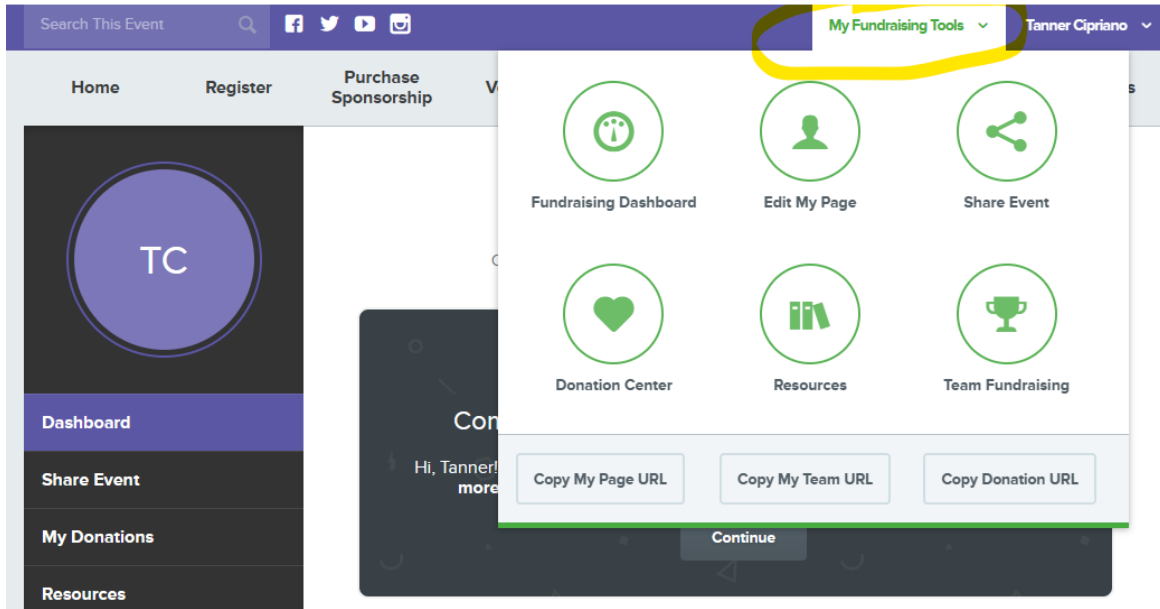 Search This Event
My Fundraising Tools
Tanner Cipriano
Home
Register
Purchase
Sponsorship
TC
Fundraising Dashboard
Edit My Page
Share Event
Donation Center
Resources
Team Fundraising
Dashboard
Share Event
My Donations
Resources
Hi, Tanner!
more
Copy My Page URL
Copy My Team URL
Copy Donation URL
Continue